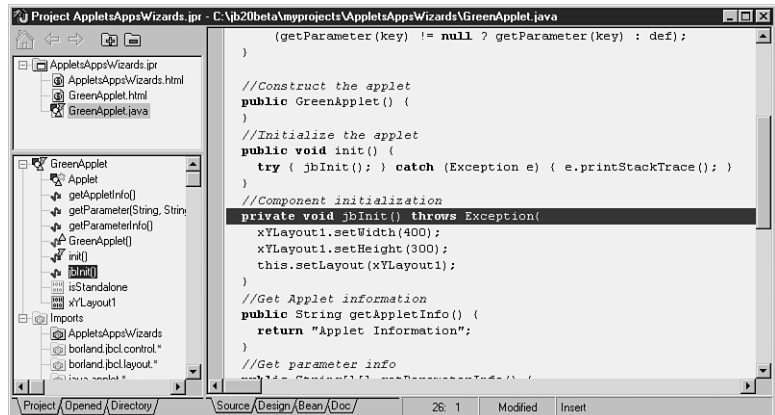 Project AppletsAppsWizards.jpr - C:\jb20beta\myprojects\AppletsAppsWizards\GreenApplet.java
AppletsAppsWizards.jpr
AppletsAppsWizards.html
GreenApplet.html
GreenApplet.java
GreenApplet
Applet
getAppletInfo()
getParameter(String, String
getParameterInfo()
GreenApplet()
init()
jbInit()
isStandalone
xYLayout1
Imports
AppletsAppsWizards
borland.jbcl.control.*
borland.jbcl.layout.*
java.applet.*
Project
Opened
Directory
(getParameter(key) != null ? getParameter(key) : def);
}
//Construct the applet
public GreenApplet() {
}
//Initialize the applet
public void init() {
try { jbInit(); } catch (Exception e) { e.printStackTrace(); }
}
//Component initialization
private void jbInit() throws Exception{
xYLayout1.setWidth(400);
xYLayout1.setHeight(300);
this.setLayout(xYLayout1);
}
//Get Applet information
public String getAppletInfo() {
return "Applet Information";
}
//Get parameter info
public String[][] getParameterInfo() {
Source
Design
Bean
Doc
26: 1
Modified
Insert